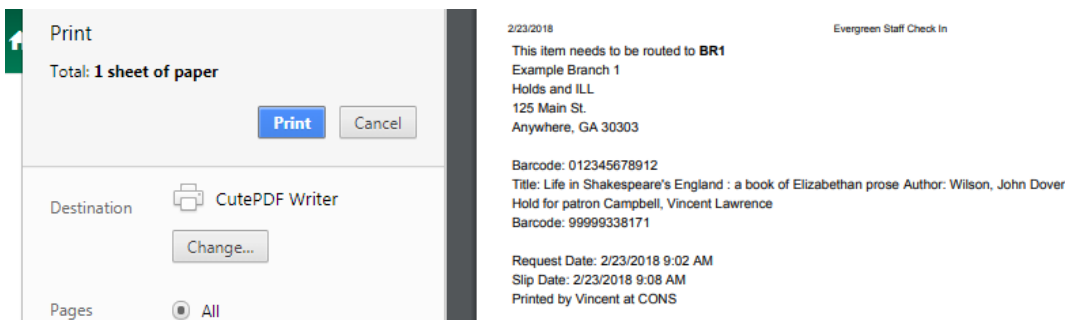 Print
Total: 1 sheet of paper
Print Cancel
Destination CutePDF Writer
Change...
Pages All
2/23/2018 Evergreen Staff Check In
This item needs to be routed to BR1
Example Branch 1
Holds and ILL
125 Main St.
Anywhere, GA 30303
Barcode: 012345678912
Title: Life in Shakespeare's England : a book of Elizabethan prose Author: Wilson, John Dover
Hold for patron Campbell, Vincent Lawrence
Barcode: 99999338171
Request Date: 2/23/2018 9:02 AM
Slip Date: 2/23/2018 9:08 AM
Printed by Vincent at CONS